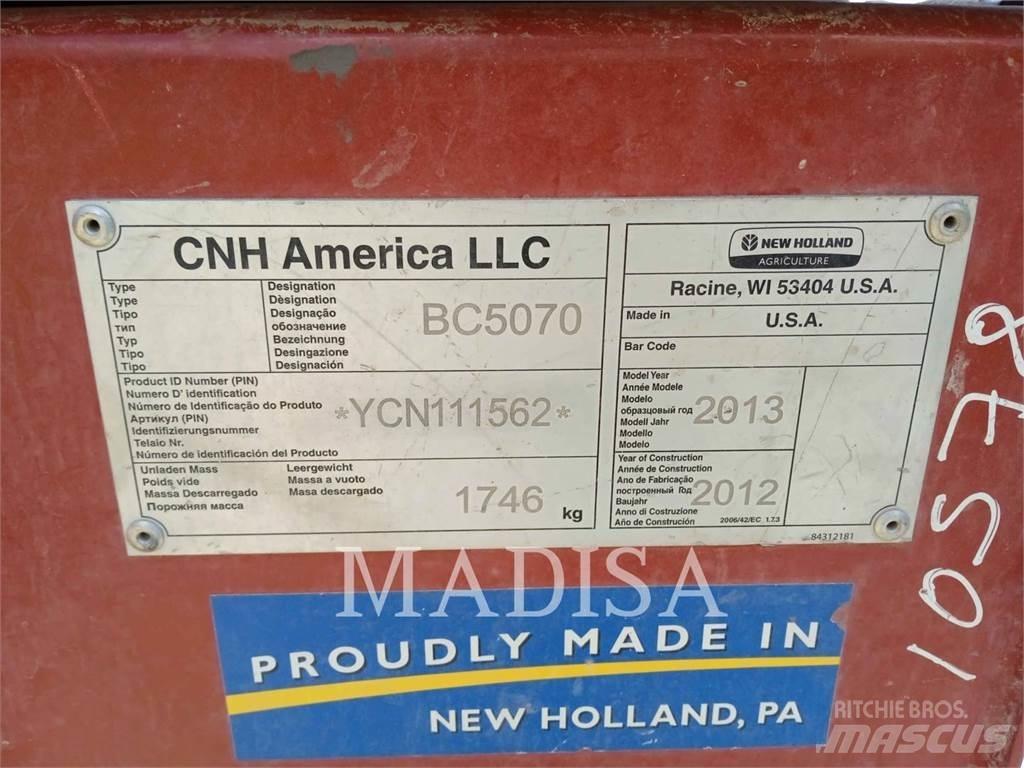 CNH America LLC
Type
Type
Tipo
тип
Typ
Tipo
Tipo
Designation
Dèsignation
Designação
обозначение
Bezeichnung
Desingazione
Designación
BC5070
Product ID Number (PIN)
Numero D' identification
Número de Identificação do Produto
Артикул (PIN)
Identifizierungsnummer
Telaio Nr.
Número de identificación del Producto
*YCN111562*
Unladen Mass
Poids vide
Massa Descarregado
Порожняя масса
Leergewicht
Massa a vuoto
Masa descargado
1746 kg
NEW HOLLAND
AGRICULTURE
Racine, WI 53404 U.S.A.
Made in
U.S.A.
Bar Code
Model Year
Année Modele
Modelo
образцовый год
Modell Jahr
Modello
Modelo
2013
Year of Construction
Année de Construction
Ano de Fabricação
построенный Год
Baujahr
Anno di Costruzione
Año de Construción
2012
2006/42/EC 1.7.3
84312181
10578
MADISA
PROUDLY MADE IN
NEW HOLLAND, PA
RITCHIE BROS.
MASCUS